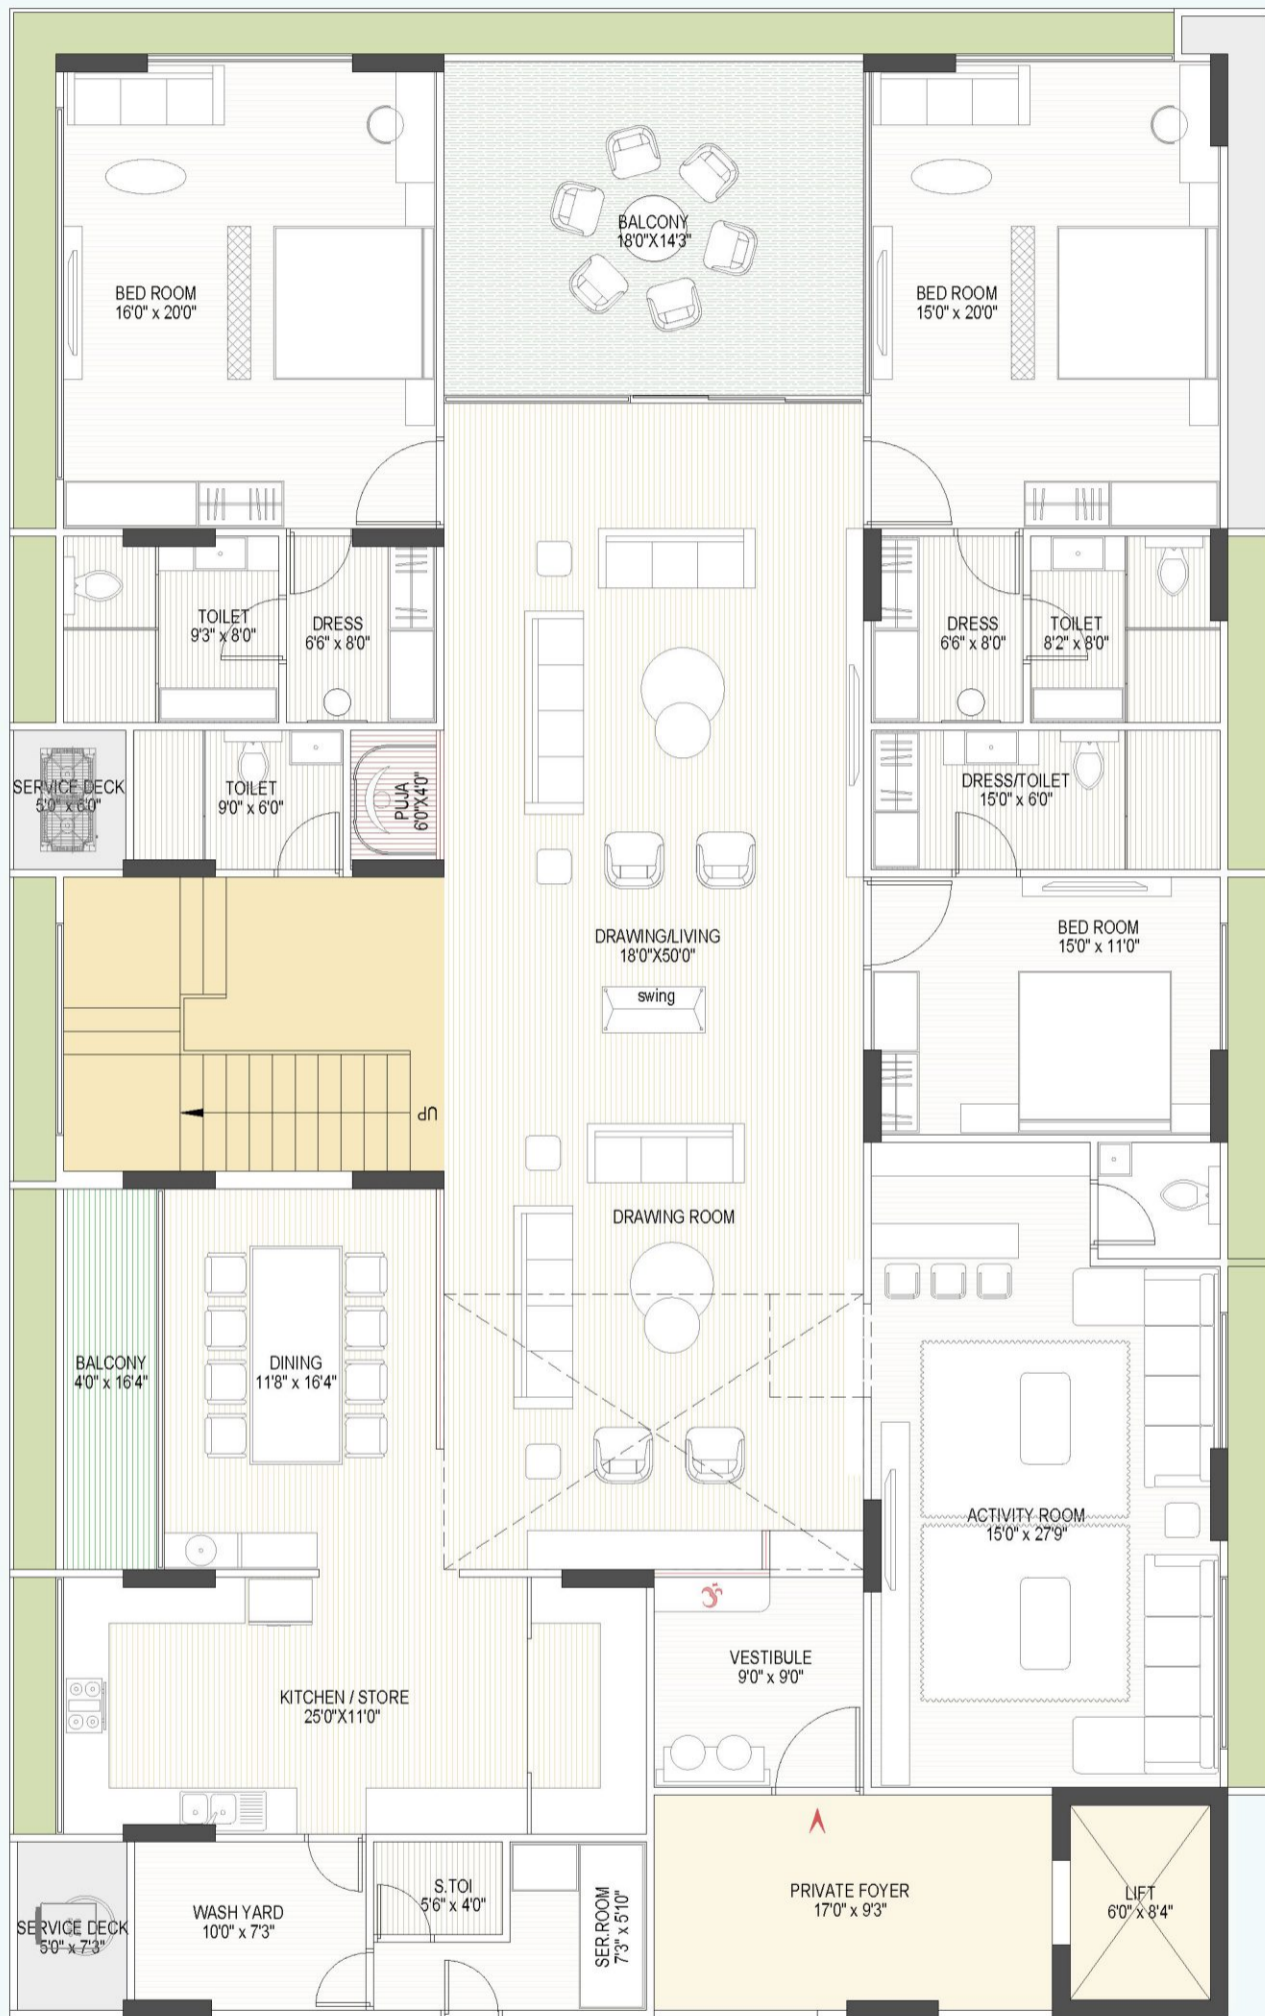 BALCONY
18'0"X14'3"
BED ROOM
16'0" x 20'0"
BED ROOM
15'0" x 20'0"
TOILET
9'3" x 8'0"
DRESS
6'6" x 8'0"
DRESS
6'6" x 8'0"
TOILET
8'2" x 8'0"
SERVICE DECK
5'0" x 6'0"
TOILET
9'0" x 6'0"
PUJA
6'0"X4'0"
DRESS/TOILET
15'0" x 6'0"
DRAWING/LIVING
18'0"X50'0"
BED ROOM
15'0" x 11'0"
swing
UP
DRAWING ROOM
BALCONY
4'0" x 16'4"
DINING
11'8" x 16'4"
ACTIVITY ROOM
15'0" x 27'9"
ॐ
VESTIBULE
9'0" x 9'0"
KITCHEN / STORE
25'0"X11'0"
SERVICE DECK
5'0" x 7'3"
WASH YARD
10'0" x 7'3"
S.TOI
5'6" x 4'0"
SER.ROOM
7'3" x 5'10"
PRIVATE FOYER
17'0" x 9'3"
LIFT
6'0" x 8'4"